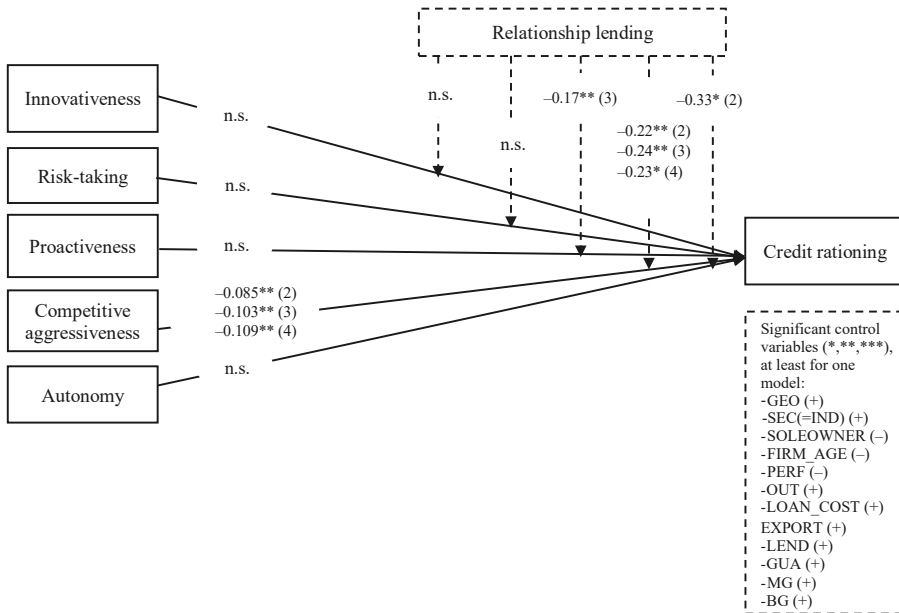 Relationship lending
Innovativeness
Risk-taking
Proactiveness
Competitive
aggressiveness
Autonomy
n.s.
n.s.
n.s.
–0.085** (2)
–0.103** (3)
–0.109** (4)
n.s.
n.s.
n.s.
–0.17** (3)
–0.22** (2)
–0.24** (3)
–0.23* (4)
–0.33* (2)
Credit rationing
Significant control
variables (*,**,***),
at least for one
model:
-GEO (+)
-SEC(=IND) (+)
-SOLEOWNER (–)
-FIRM_AGE (–)
-PERF (–)
-OUT (+)
-LOAN_COST (+)
EXPORT (+)
-LEND (+)
-GUA (+)
-MG (+)
-BG (+)